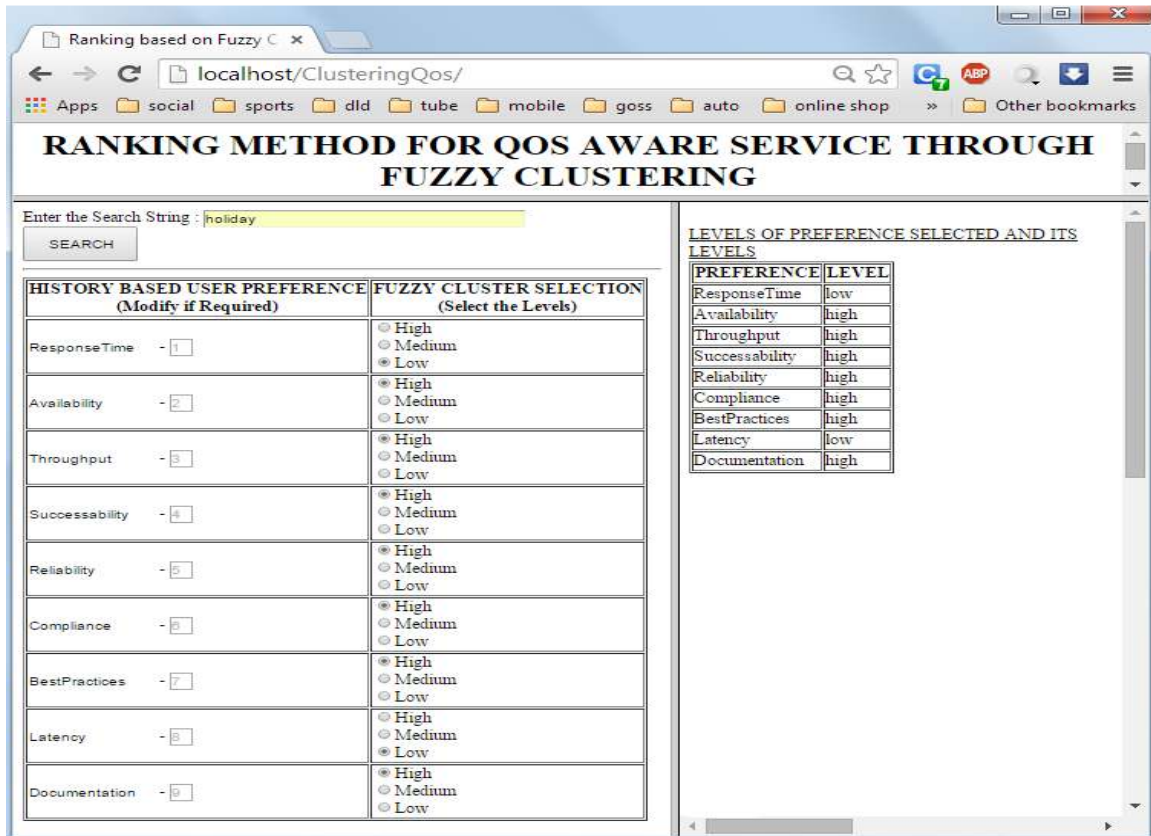 Ranking based on Fuzzy C
localhost/ClusteringQos/
ABP
7
Apps social sports dld tube mobile goss auto online shop » Other bookmarks
RANKING METHOD FOR QOS AWARE SERVICE THROUGH
FUZZY CLUSTERING
Enter the Search String : holiday
SEARCH
HISTORY BASED USER PREFERENCE FUZZY CLUSTER SELECTION
(Modify if Required) (Select the Levels)
ResponseTime - 1
High
Medium
Low
Availability - 2
High
Medium
Low
Throughput - 3
High
Medium
Low
Successability - 4
High
Medium
Low
Reliability - 5
High
Medium
Low
Compliance - 6
High
Medium
Low
BestPractices - 7
High
Medium
Low
Latency - 8
High
Medium
Low
Documentation - 9
High
Medium
Low
LEVELS OF PREFERENCE SELECTED AND ITS
LEVELS
PREFERENCE LEVEL
ResponseTime low
Availability high
Throughput high
Successability high
Reliability high
Compliance high
BestPractices high
Latency low
Documentation high